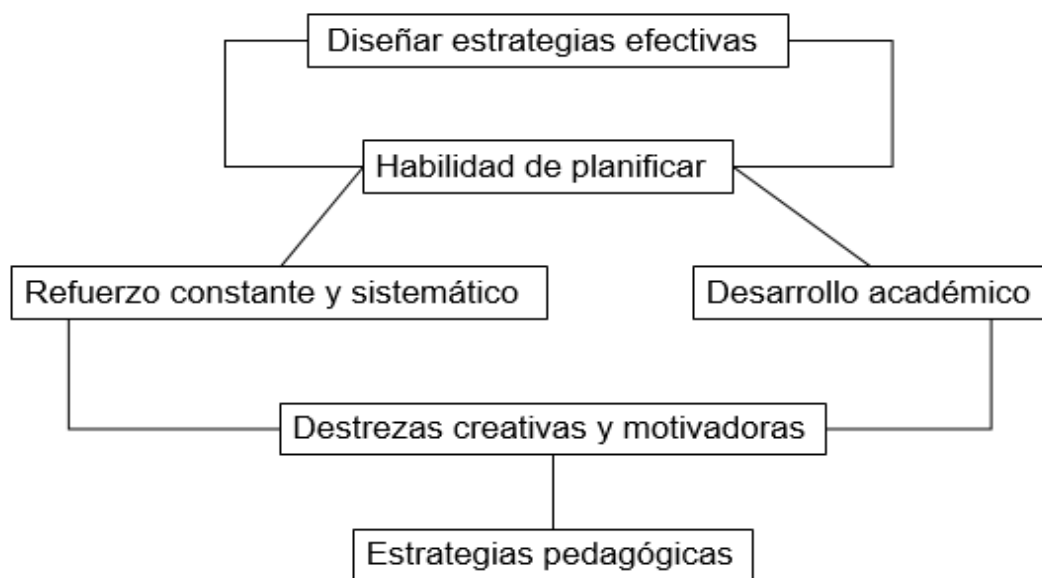 Diseñar estrategias efectivas
Habilidad de planificar
Refuerzo constante y sistemático
Desarrollo académico
Destrezas creativas y motivadoras
Estrategias pedagógicas